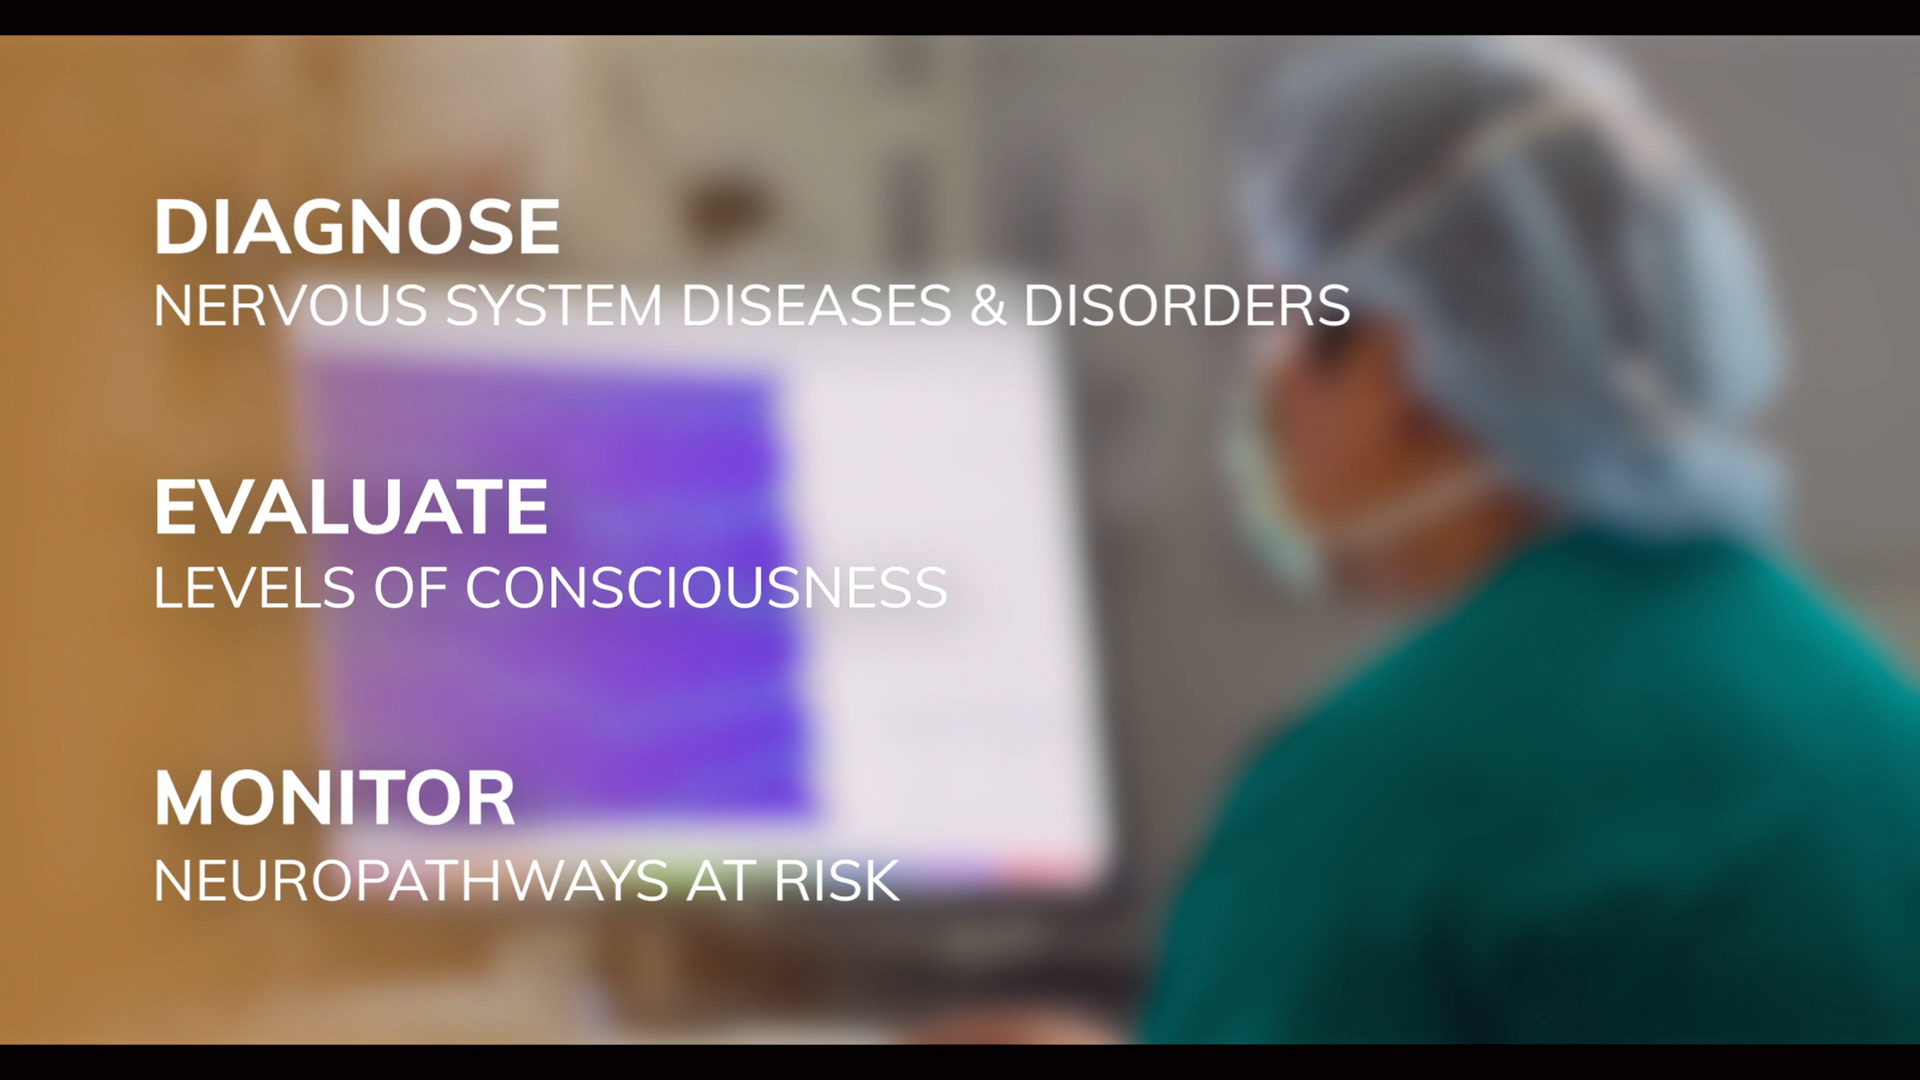 DIAGNOSE
NERVOUS SYSTEM DISEASES & DISORDERS
EVALUATE
LEVELS OF CONSCIOUSNESS
MONITOR
NEUROPATHWAYS AT RISK